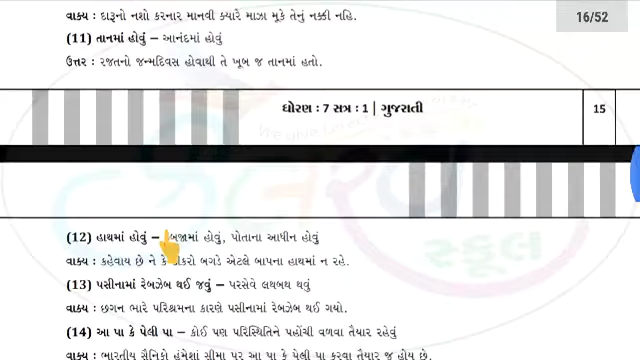 વાક્ય : દારૂનો નશો કરનાર માનવી ક્યારે માઝા મૂકે તેનું નક્કી નહિ.
16/52
(11) તાનમાં હોવું – આનંદમાં હોવું
ઉત્તર : રજતનો જન્મદિવસ હોવાથી તે ખૂબ જ તાનમાં હતો.
ધોરણ : 7 સત્ર : 1 | ગુજરાતી
15
(12) હાથમાં હોવું – બજામાં હોવું, પોતાના આધીન હોવું
વાક્ય : કહેવાય છે ને કે કરો બગડે એટલે બાપના હાથમાં ન રહે.
(13) પસીનામાં રેબઝેબ થઈ જવું – પરસેવે લથબથ થવું
વાક્ય : છગન ભારે પરિશ્રમના કારણે પસીનામાં રેબઝેબ થઈ ગયો.
(14) આ પા કે પેલી પા – કોઈ પણ પરિસ્થિતિને પહોંચી વળવા તૈયાર રહેવું
વાક્ય : ભારતીય સૈનિકો હંમેશાં સીમા પર આ પા કે પેલી પા કરવા તૈયાર જ હોય છે.
સ્કૂલ